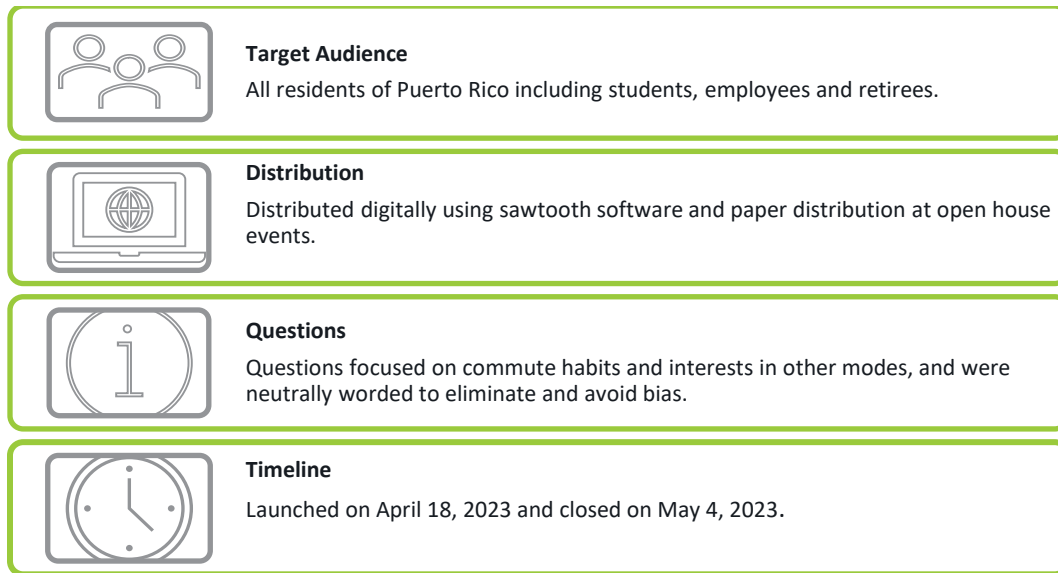 Target Audience
All residents of Puerto Rico including students, employees and retirees.
Distribution
Distributed digitally using sawtooth software and paper distribution at open house
events.
i
Questions
Questions focused on commute habits and interests in other modes, and were
neutrally worded to eliminate and avoid bias.
Timeline
Launched on April 18, 2023 and closed on May 4, 2023.